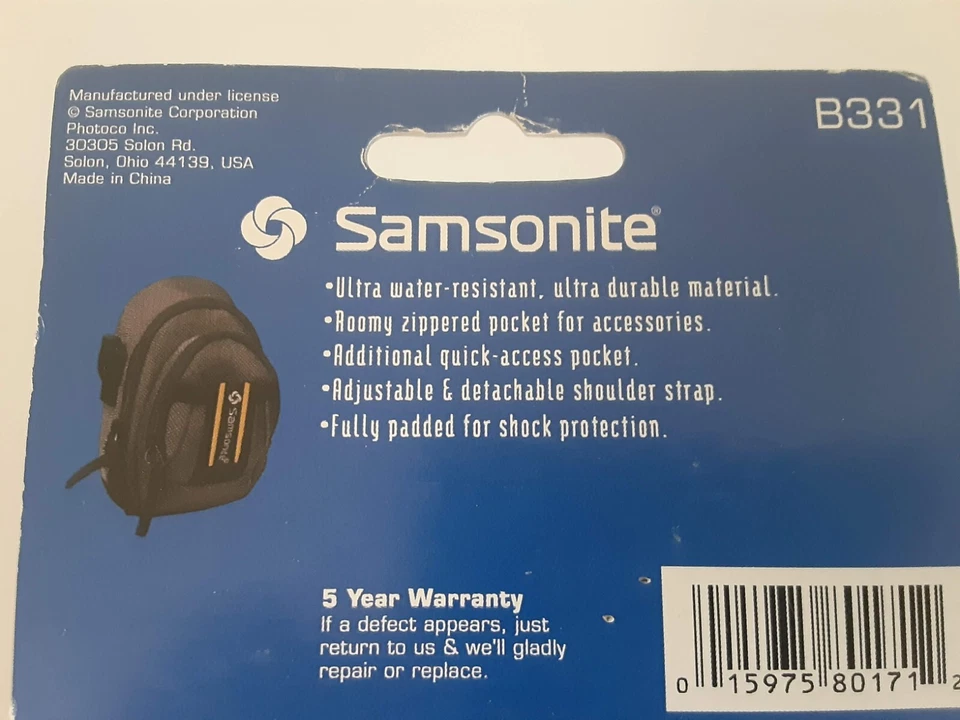 Manufactured under license
© Samsonite Corporation
Photoco Inc.
30305 Solon Rd.
Solon, Ohio 44139, USA
Made in China
B331
Samsonite®
•Ultra water-resistant, ultra durable material.
•Roomy zippered pocket for accessories.
•Additional quick-access pocket.
•Adjustable & detachable shoulder strap.
•Fully padded for shock protection.
Samsonite
5 Year Warranty
If a defect appears, just
return to us & we'll gladly
repair or replace.
0 15975 80171 2